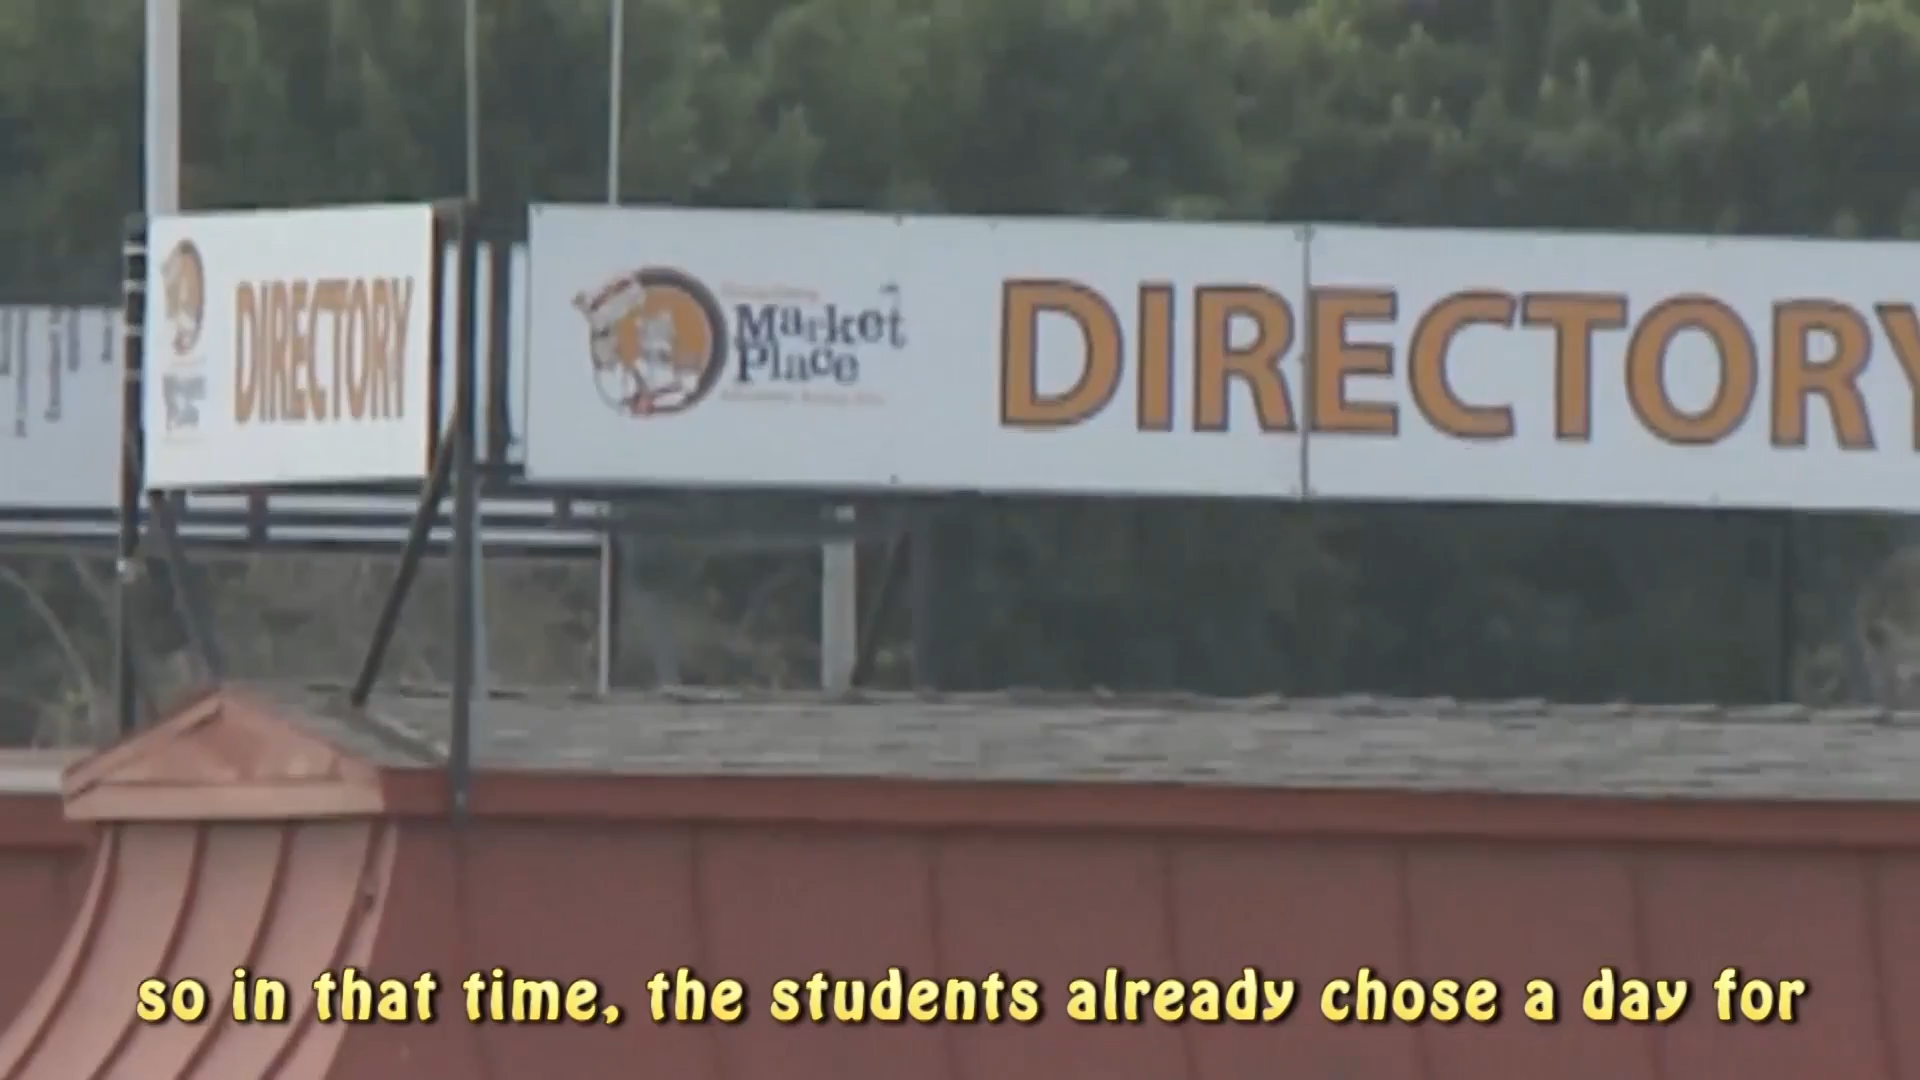 DIRECTORY
Market
Place
DIRECTORY
so in that time, the students already chose a day for